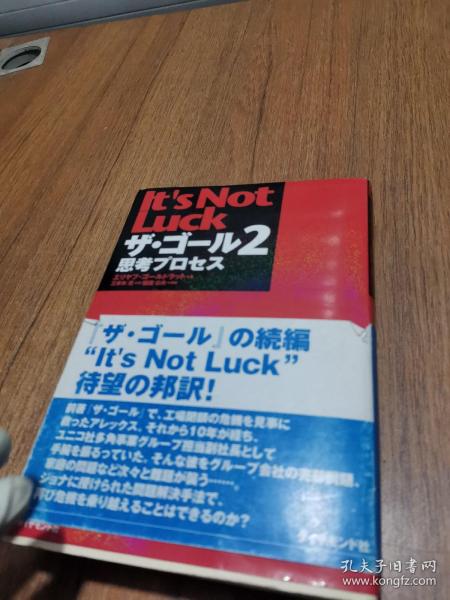 It's Not
Luck
ザ・ゴール2
思考プロセス
エリヤフ・ゴールドラット
『ザ・ゴール』の続編
“It's Not Luck”
待望の邦訳!
前著『ザ・ゴール』で、工場閉鎖の危機を見事に
救ったアレックス。それから10年が経ち、
ユニコ社多角事業グループ担当副社長として
手腕を振るっていた。そんな彼をグループ会社の売却問題、
家庭の問題など次々と難題が襲う……。
ジョナに授けられた問題解決手法で、
再び危機を乗り越えることはできるのか?
ダイヤモンド社
孔夫子旧书网
www.kongfz.com